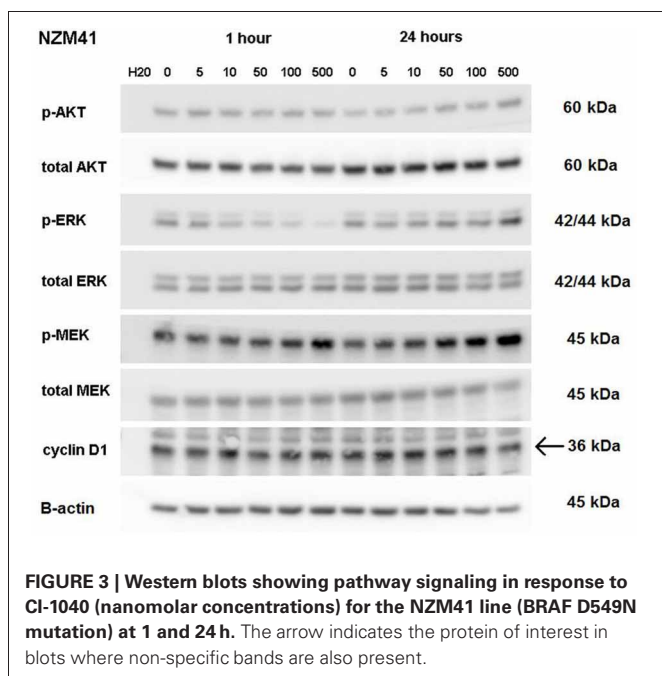 NZM41 1 hour 24 hours
H20 0 5 10 50 100 500 0 5 10 50 100 500
p-AKT 60 kDa
total AKT 60 kDa
p-ERK 42/44 kDa
total ERK 42/44 kDa
p-MEK 45 kDa
total MEK 45 kDa
cyclin D1 36 kDa
B-actin 45 kDa
FIGURE 3 | Western blots showing pathway signaling in response to
CI-1040 (nanomolar concentrations) for the NZM41 line (BRAF D549N
mutation) at 1 and 24 h. The arrow indicates the protein of interest in
blots where non-specific bands are also present.